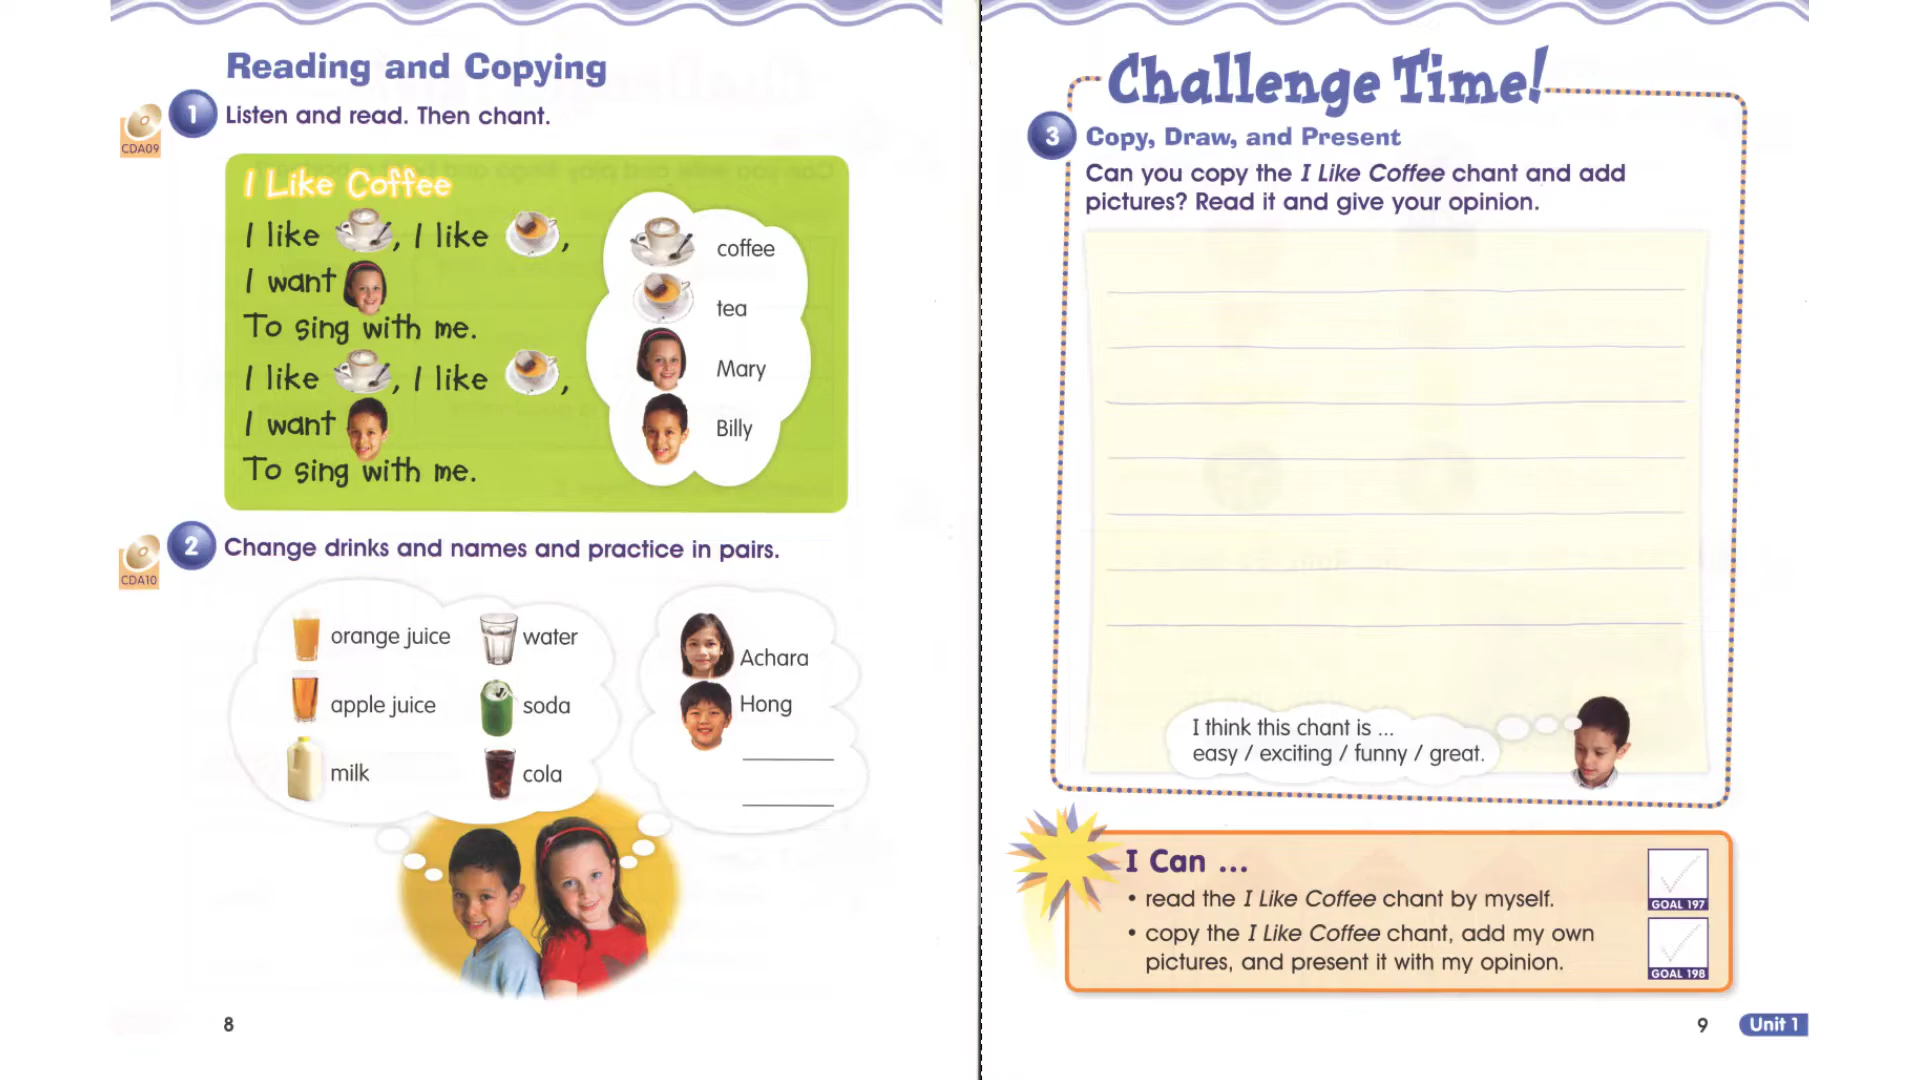 Reading and Copying
CDA09
1
Listen and read. Then chant.
I Like Coffee
I like , I like ,
I want
To sing with me.
I like , I like ,
I want
To sing with me.
coffee
tea
Mary
Billy
CDA10
2
Change drinks and names and practice in pairs.
orange juice
water
apple juice
soda
milk
cola
Achara
Hong
8
Challenge Time!
3
Copy, Draw, and Present
Can you copy the I Like Coffee chant and add
pictures? Read it and give your opinion.
I think this chant is ...
easy / exciting / funny / great.
I Can ...
• read the I Like Coffee chant by myself.
GOAL 197
• copy the I Like Coffee chant, add my own
pictures, and present it with my opinion.
GOAL 198
9
Unit 1